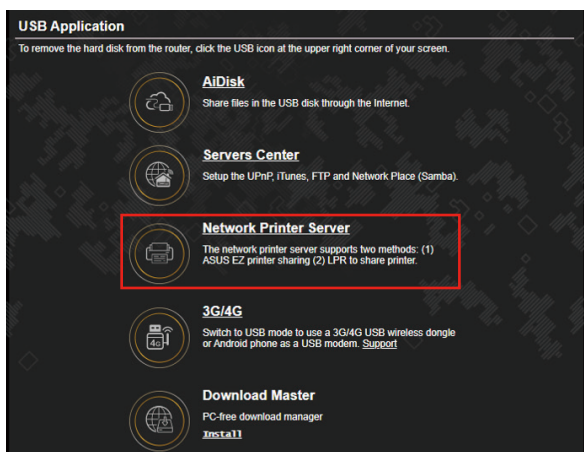 USB Application
To remove the hard disk from the router, click the USB icon at the upper right corner of your screen.
AiDisk
Share files in the USB disk through the Internet.
Servers Center
Setup the UPnP, iTunes, FTP and Network Place (Samba).
Network Printer Server
The network printer server supports two methods: (1)
ASUS EZ printer sharing (2) LPR to share printer.
3G/4G
4G
Switch to USB mode to use a 3G/4G USB wireless dongle
or Android phone as a USB modem. Support
Download Master
PC-free download manager
Install